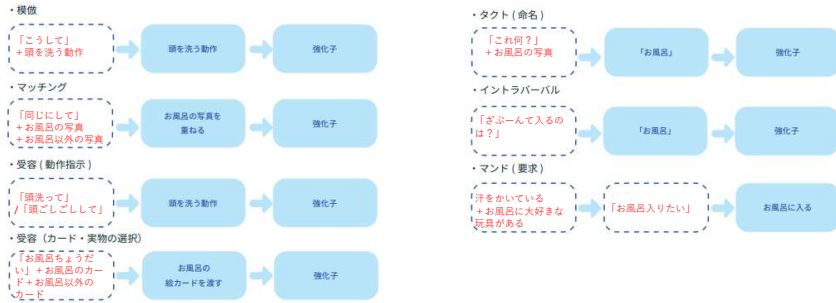 ・模倣
「こうして」
＋頭を洗う動作
頭を洗う動作
強化子
・マッチング
「同じにして」
＋お風呂の写真
＋お風呂以外の写真
お風呂の写真を
重ねる
強化子
・受容(動作指示)
「頭洗って」
/「頭ごしごしして」
頭を洗う動作
強化子
・受容（カード・実物の選択）
「お風呂ちょうだ
い」＋お風呂のカー
ド＋お風呂以外の
カード
お風呂の
絵カードを渡す
強化子
・タクト(命名)
「これ何？」
＋お風呂の写真
「お風呂」
強化子
・イントラバーバル
「ざぶーんて入るの
は？」
「お風呂」
強化子
・マンド(要求)
汗をかいている
＋お風呂に大好きな
玩具がある
「お風呂入りたい」
お風呂に入る